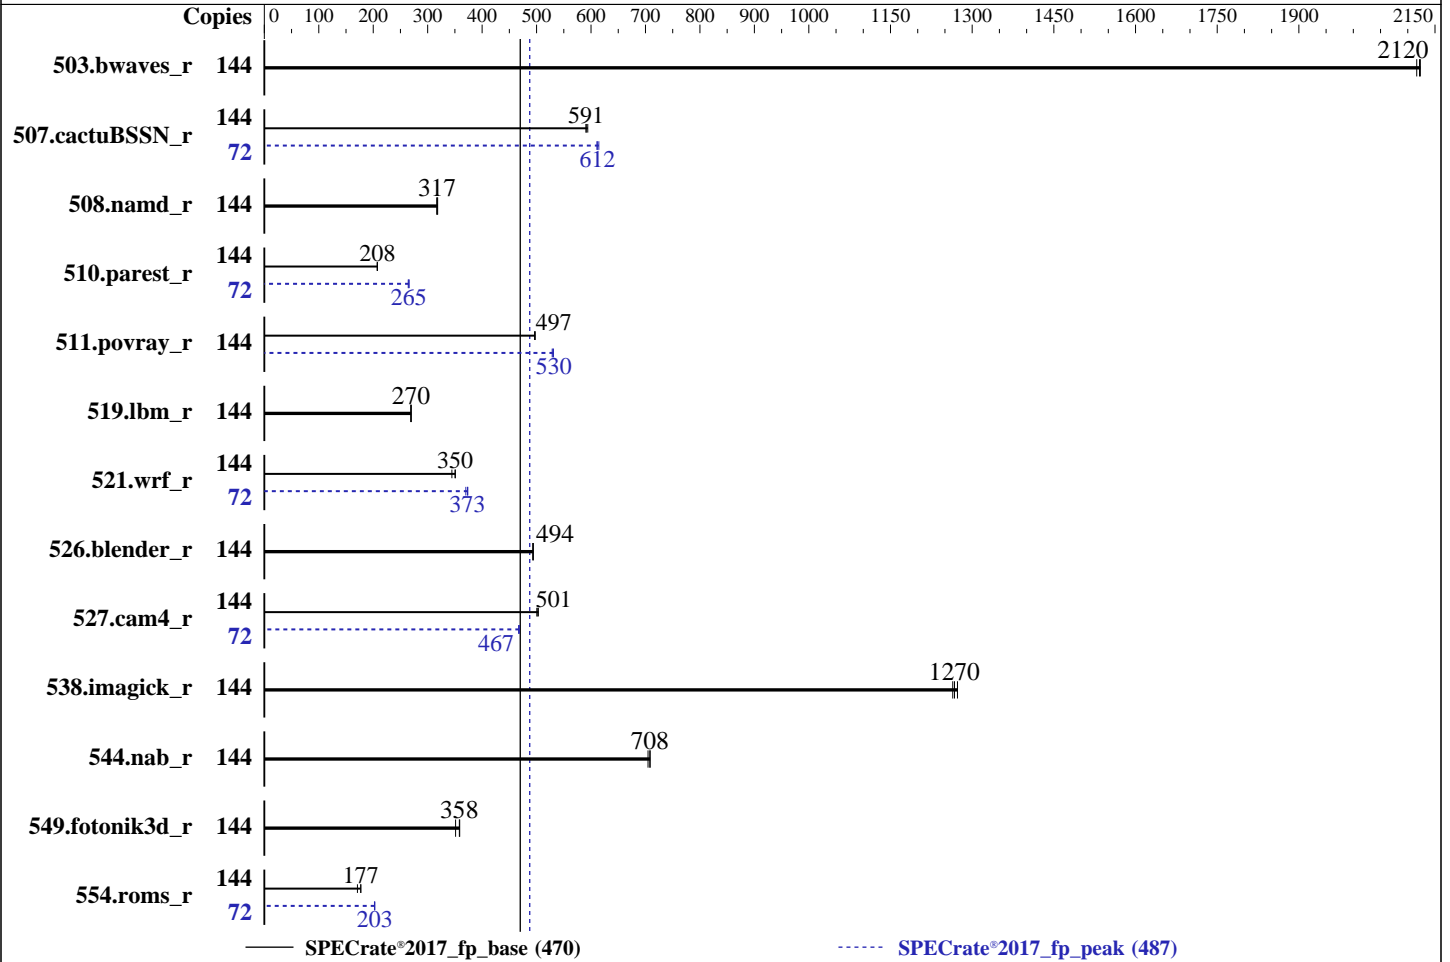 Copies 0 100 200 300 400 500 600 700 800 900 1000 1150 1300 1450 1600 1750 1900 2150
503.bwaves_r 144 2120
507.cactuBSSN_r 144 591
72 612
508.namd_r 144 317
510.parest_r 144 208
72 265
511.povray_r 144 497
530
519.lbm_r 144 270
521.wrf_r 144 350
72 373
526.blender_r 144 494
527.cam4_r 144 501
72 467
538.imagick_r 144 1270
544.nab_r 144 708
549.fotonik3d_r 144 358
554.roms_r 144 177
72 203
SPECrate®2017_fp_base (470) SPECrate®2017_fp_peak (487)